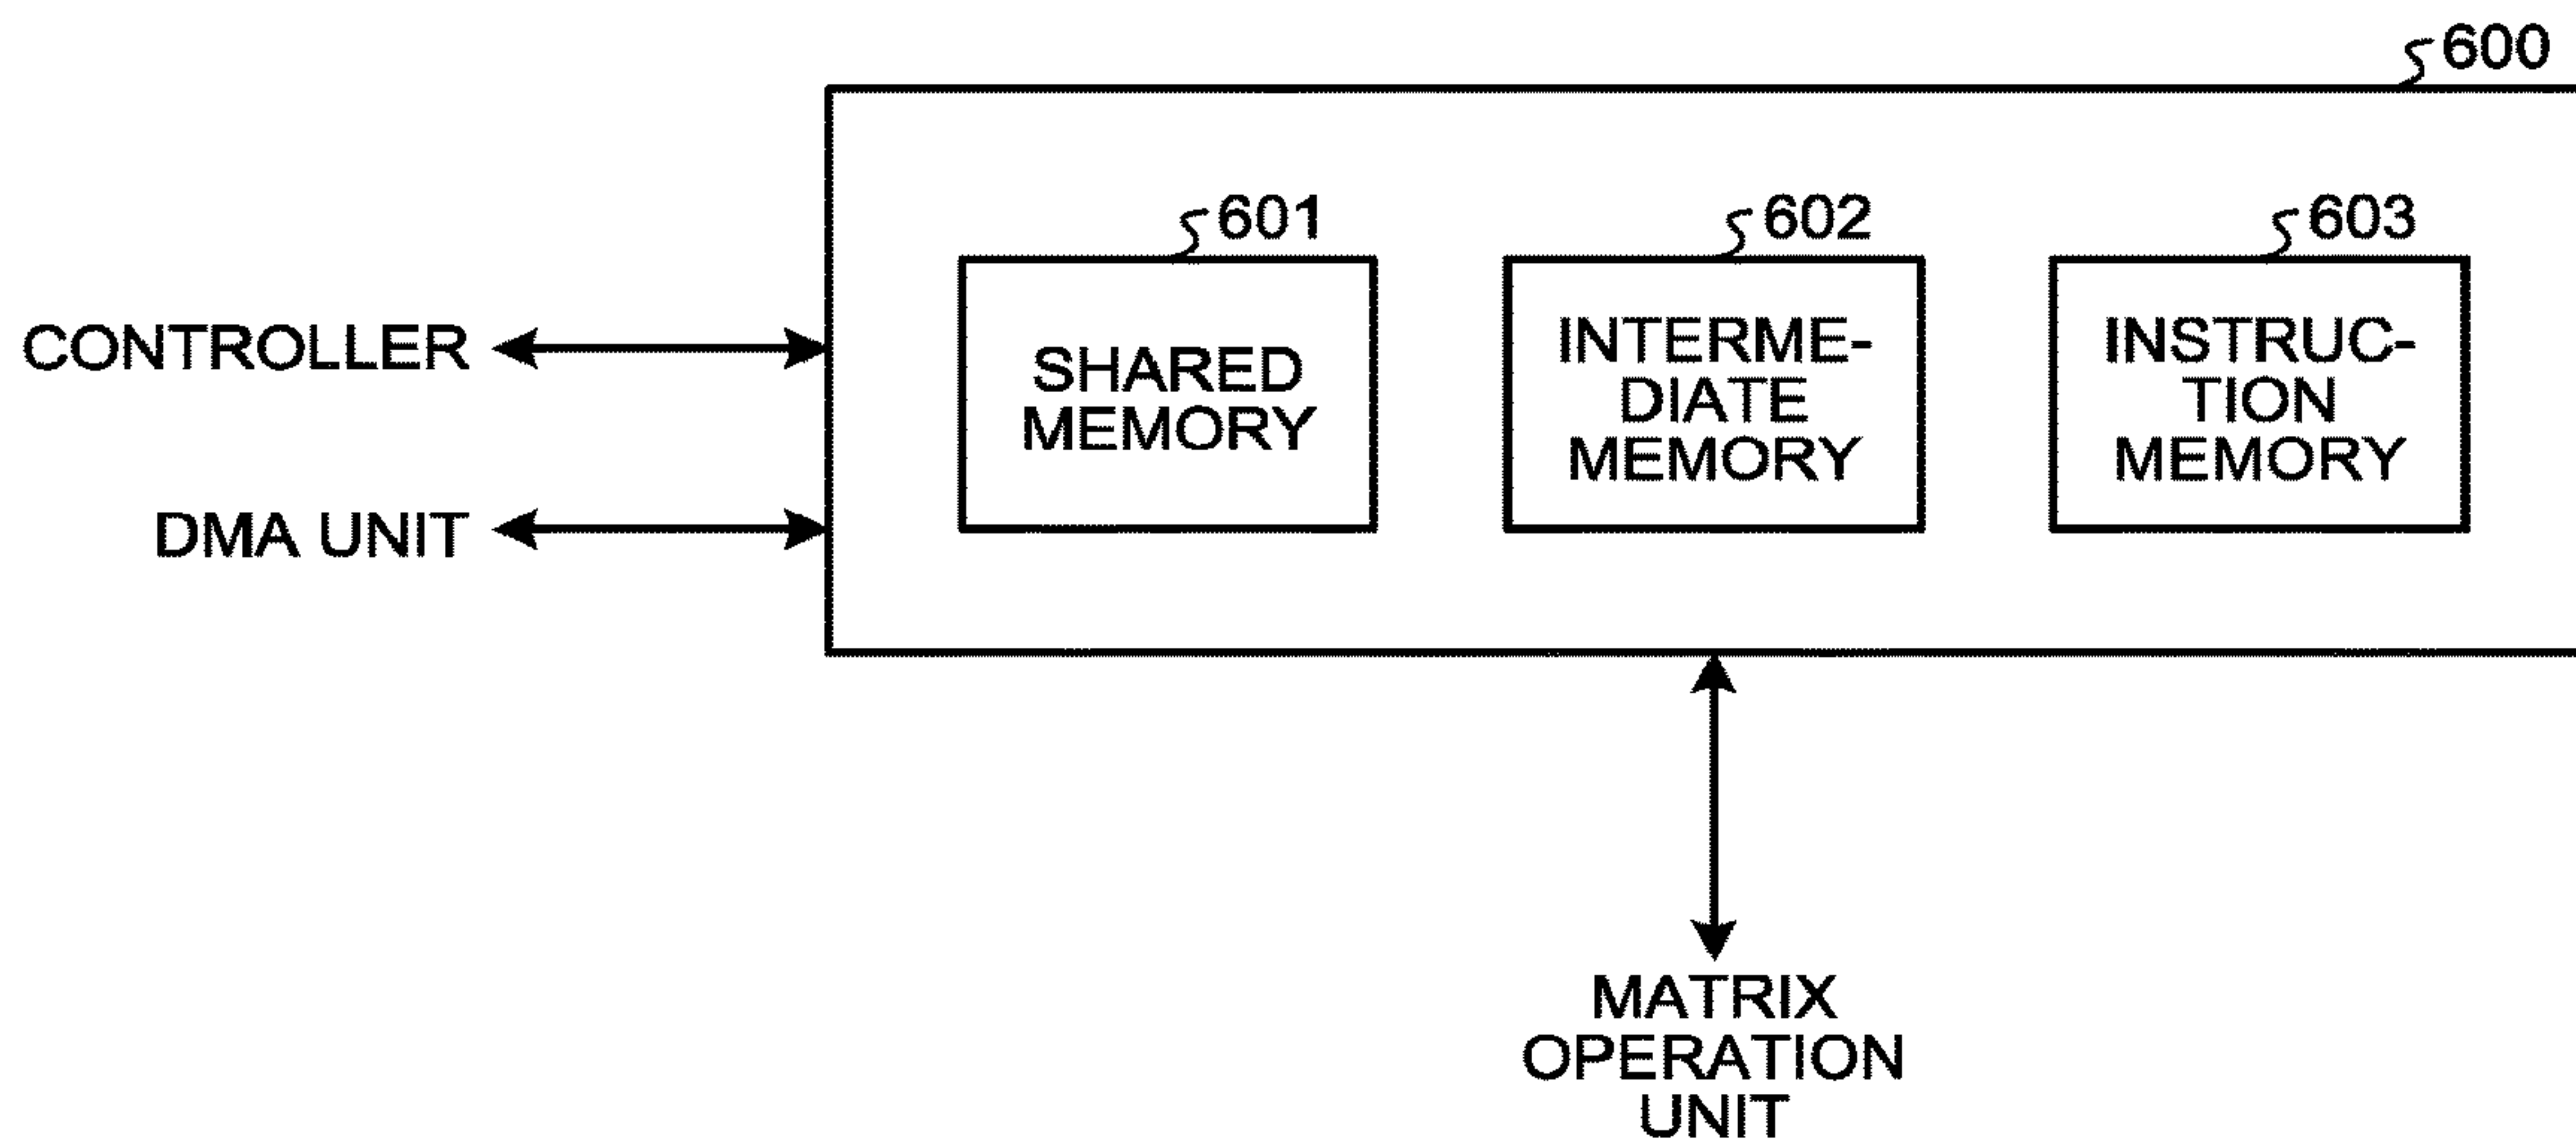 600
601
602
603
CONTROLLER
DMA UNIT
SHARED
MEMORY
INTERME-
DIATE
MEMORY
INSTRUC-
TION
MEMORY
MATRIX
OPERATION
UNIT